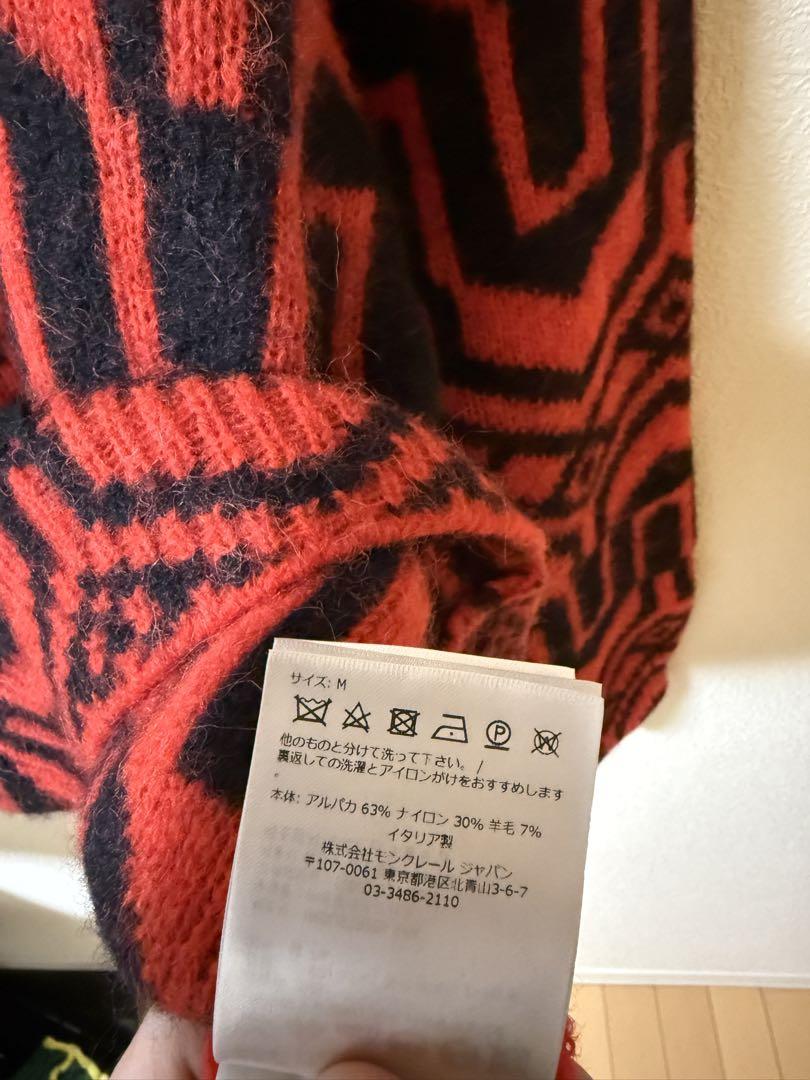 サイズ: M
P W
他のものと分けて洗って下さい。/
裏返しての洗濯とアイロンがけをおすすめします
。
本体: アルパカ 63% ナイロン 30% 羊毛 7%
イタリア製
株式会社モンクレール ジャパン
〒107-0061 東京都港区北青山3-6-7
03-3486-2110